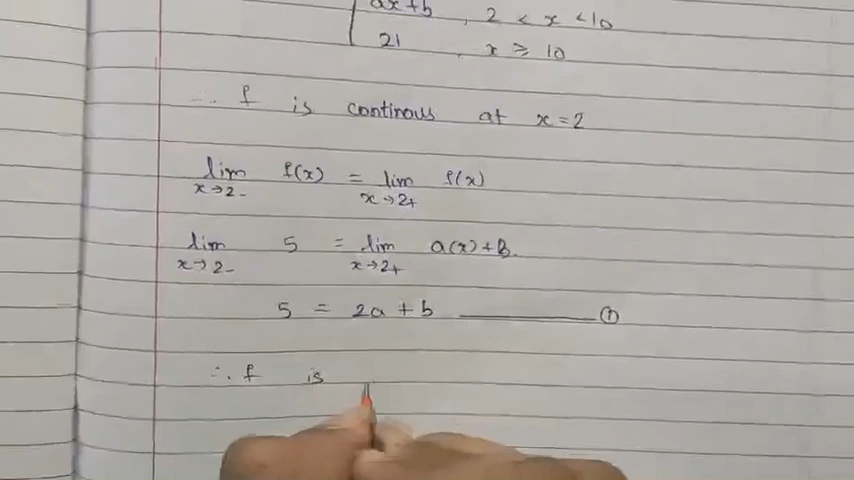 ax+b , 2 < x < 10
21 , x ≥ 10
∴ f is continous at x = 2
lim x→2- f(x) = lim x→2+ f(x)
lim x→2- 5 = lim x→2+ a(x)+b.
5 = 2a + b ———— ①
∴ f is